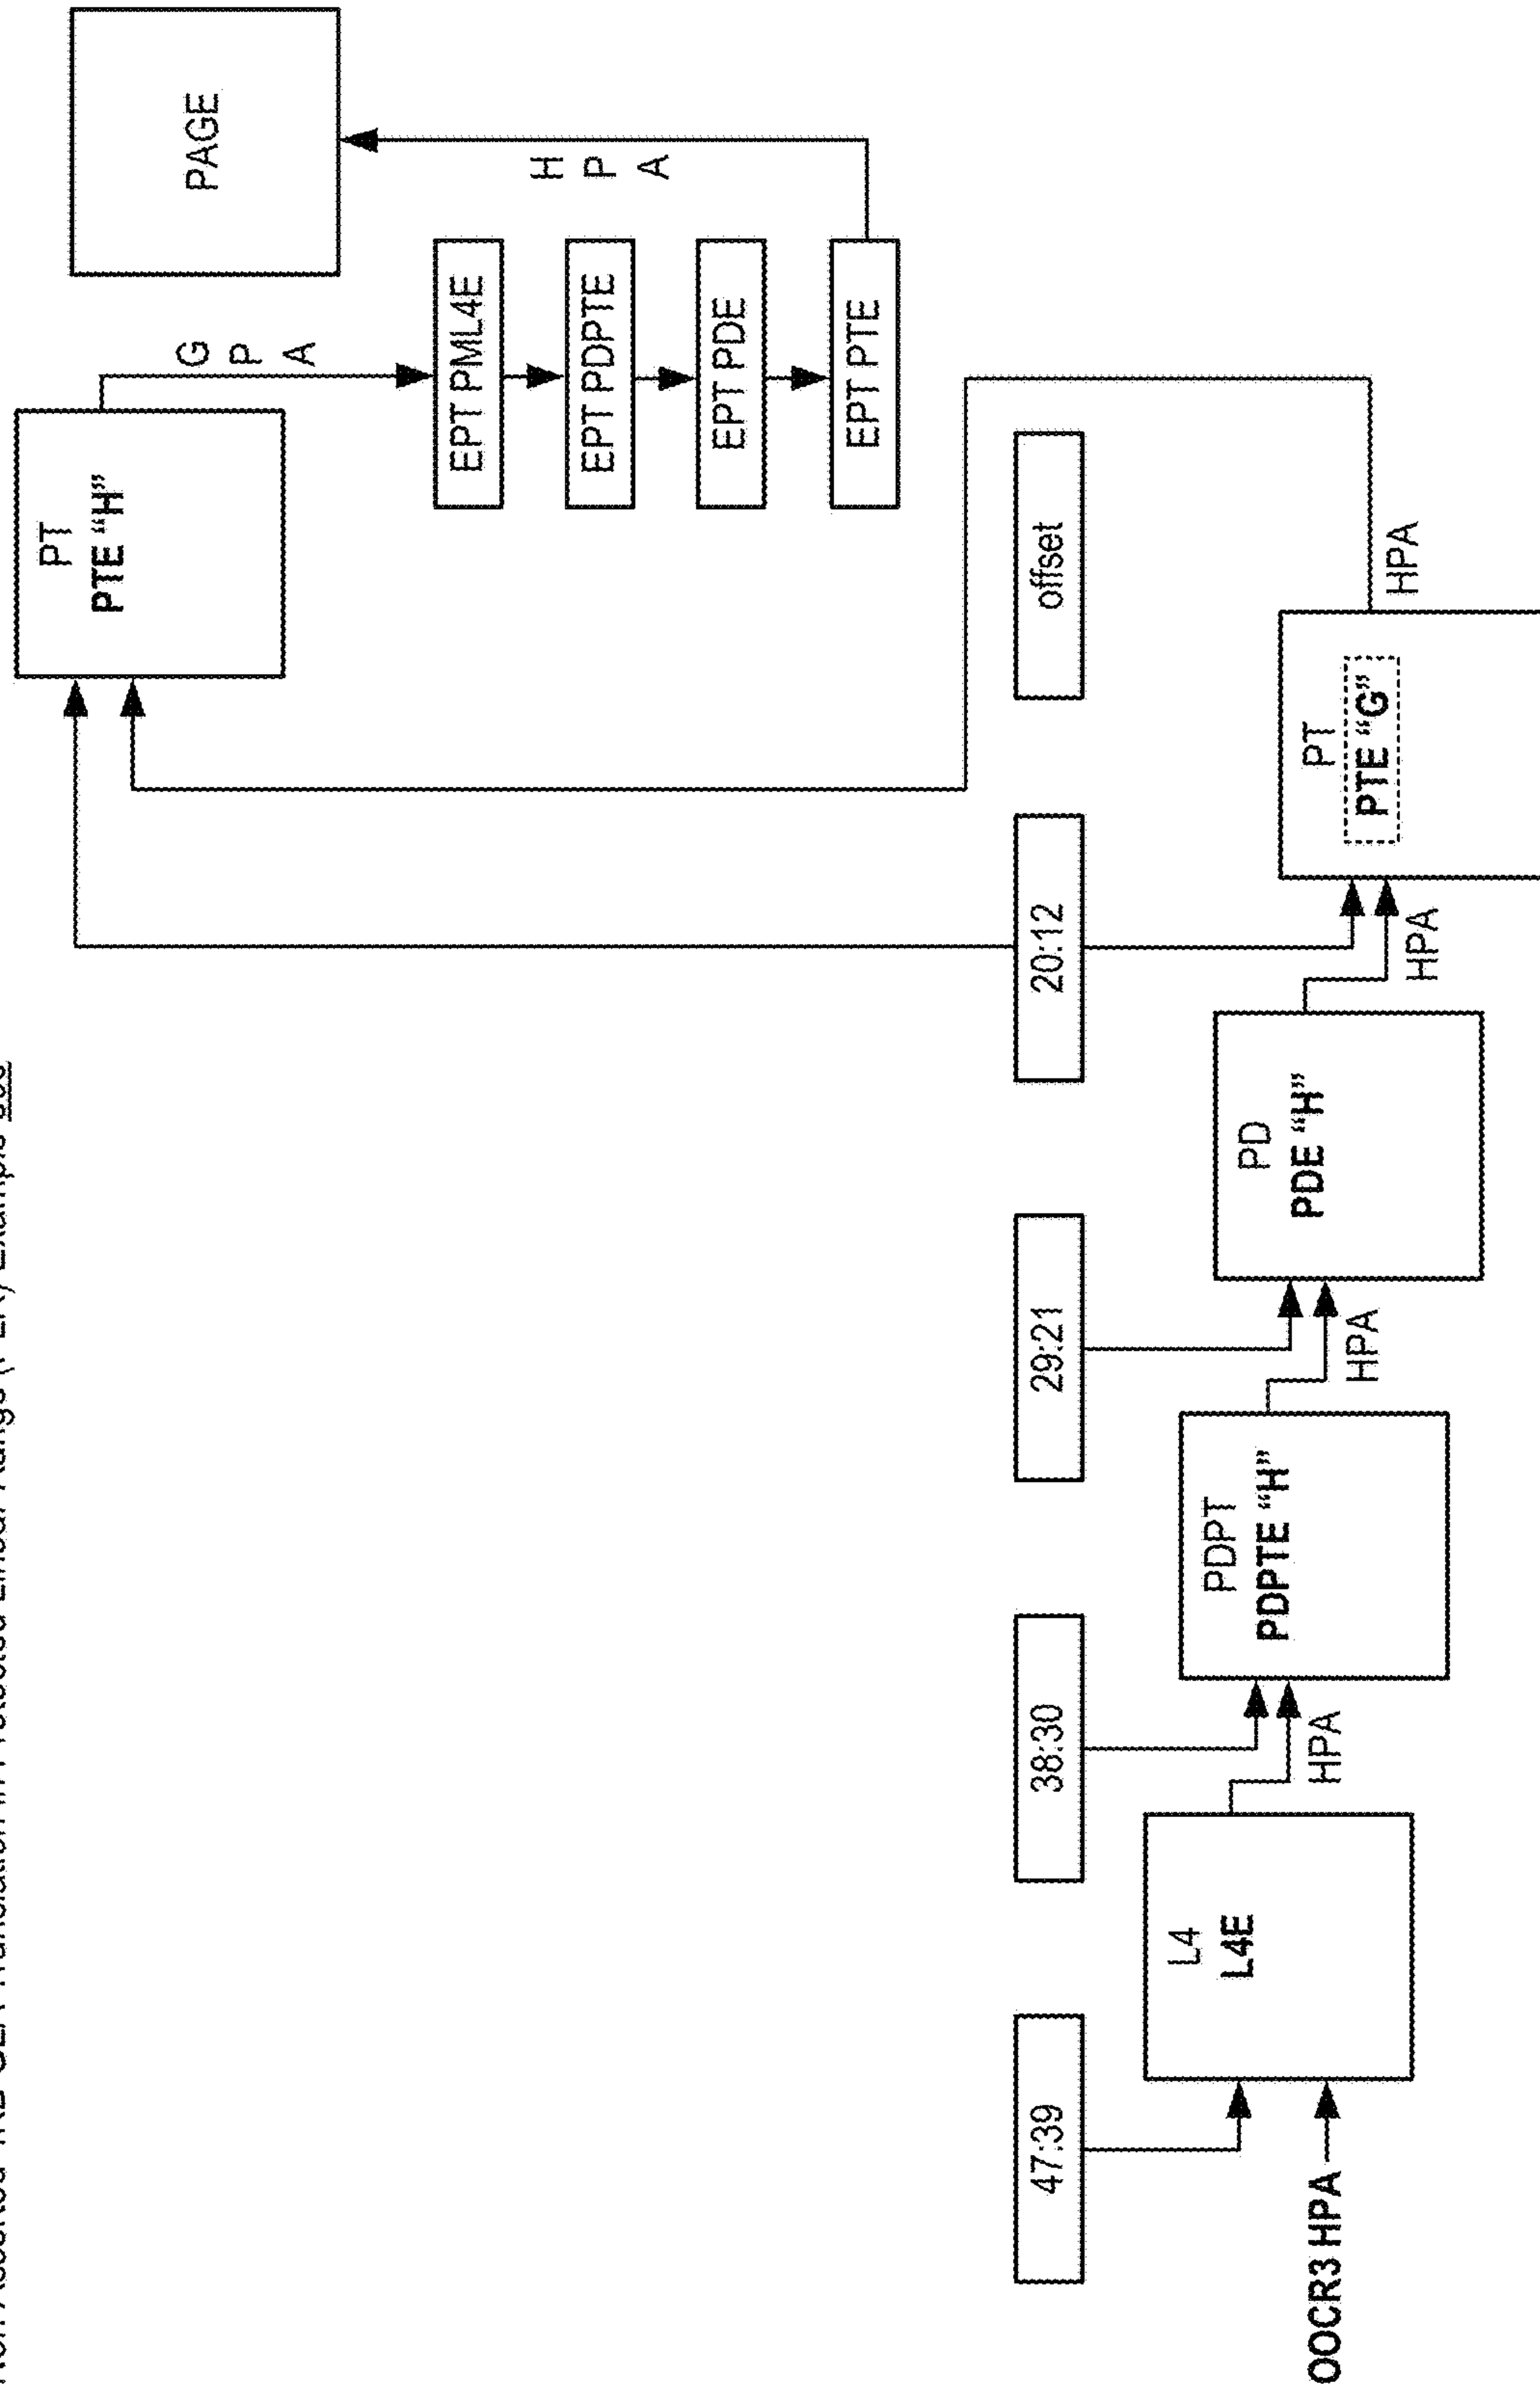 PT
PTE “H”
PAGE
G
P
A
EPT PML4E
EPT PDPTE
EPT PDE
EPT PTE
H
P
A
47:39
38:30
29:21
20:12
offset
OOCR3 HPA
L4
L4E
HPA
PDPT
PDPTE “H”
HPA
PD
PDE “H”
HPA
PT
PTE “G”
HPA